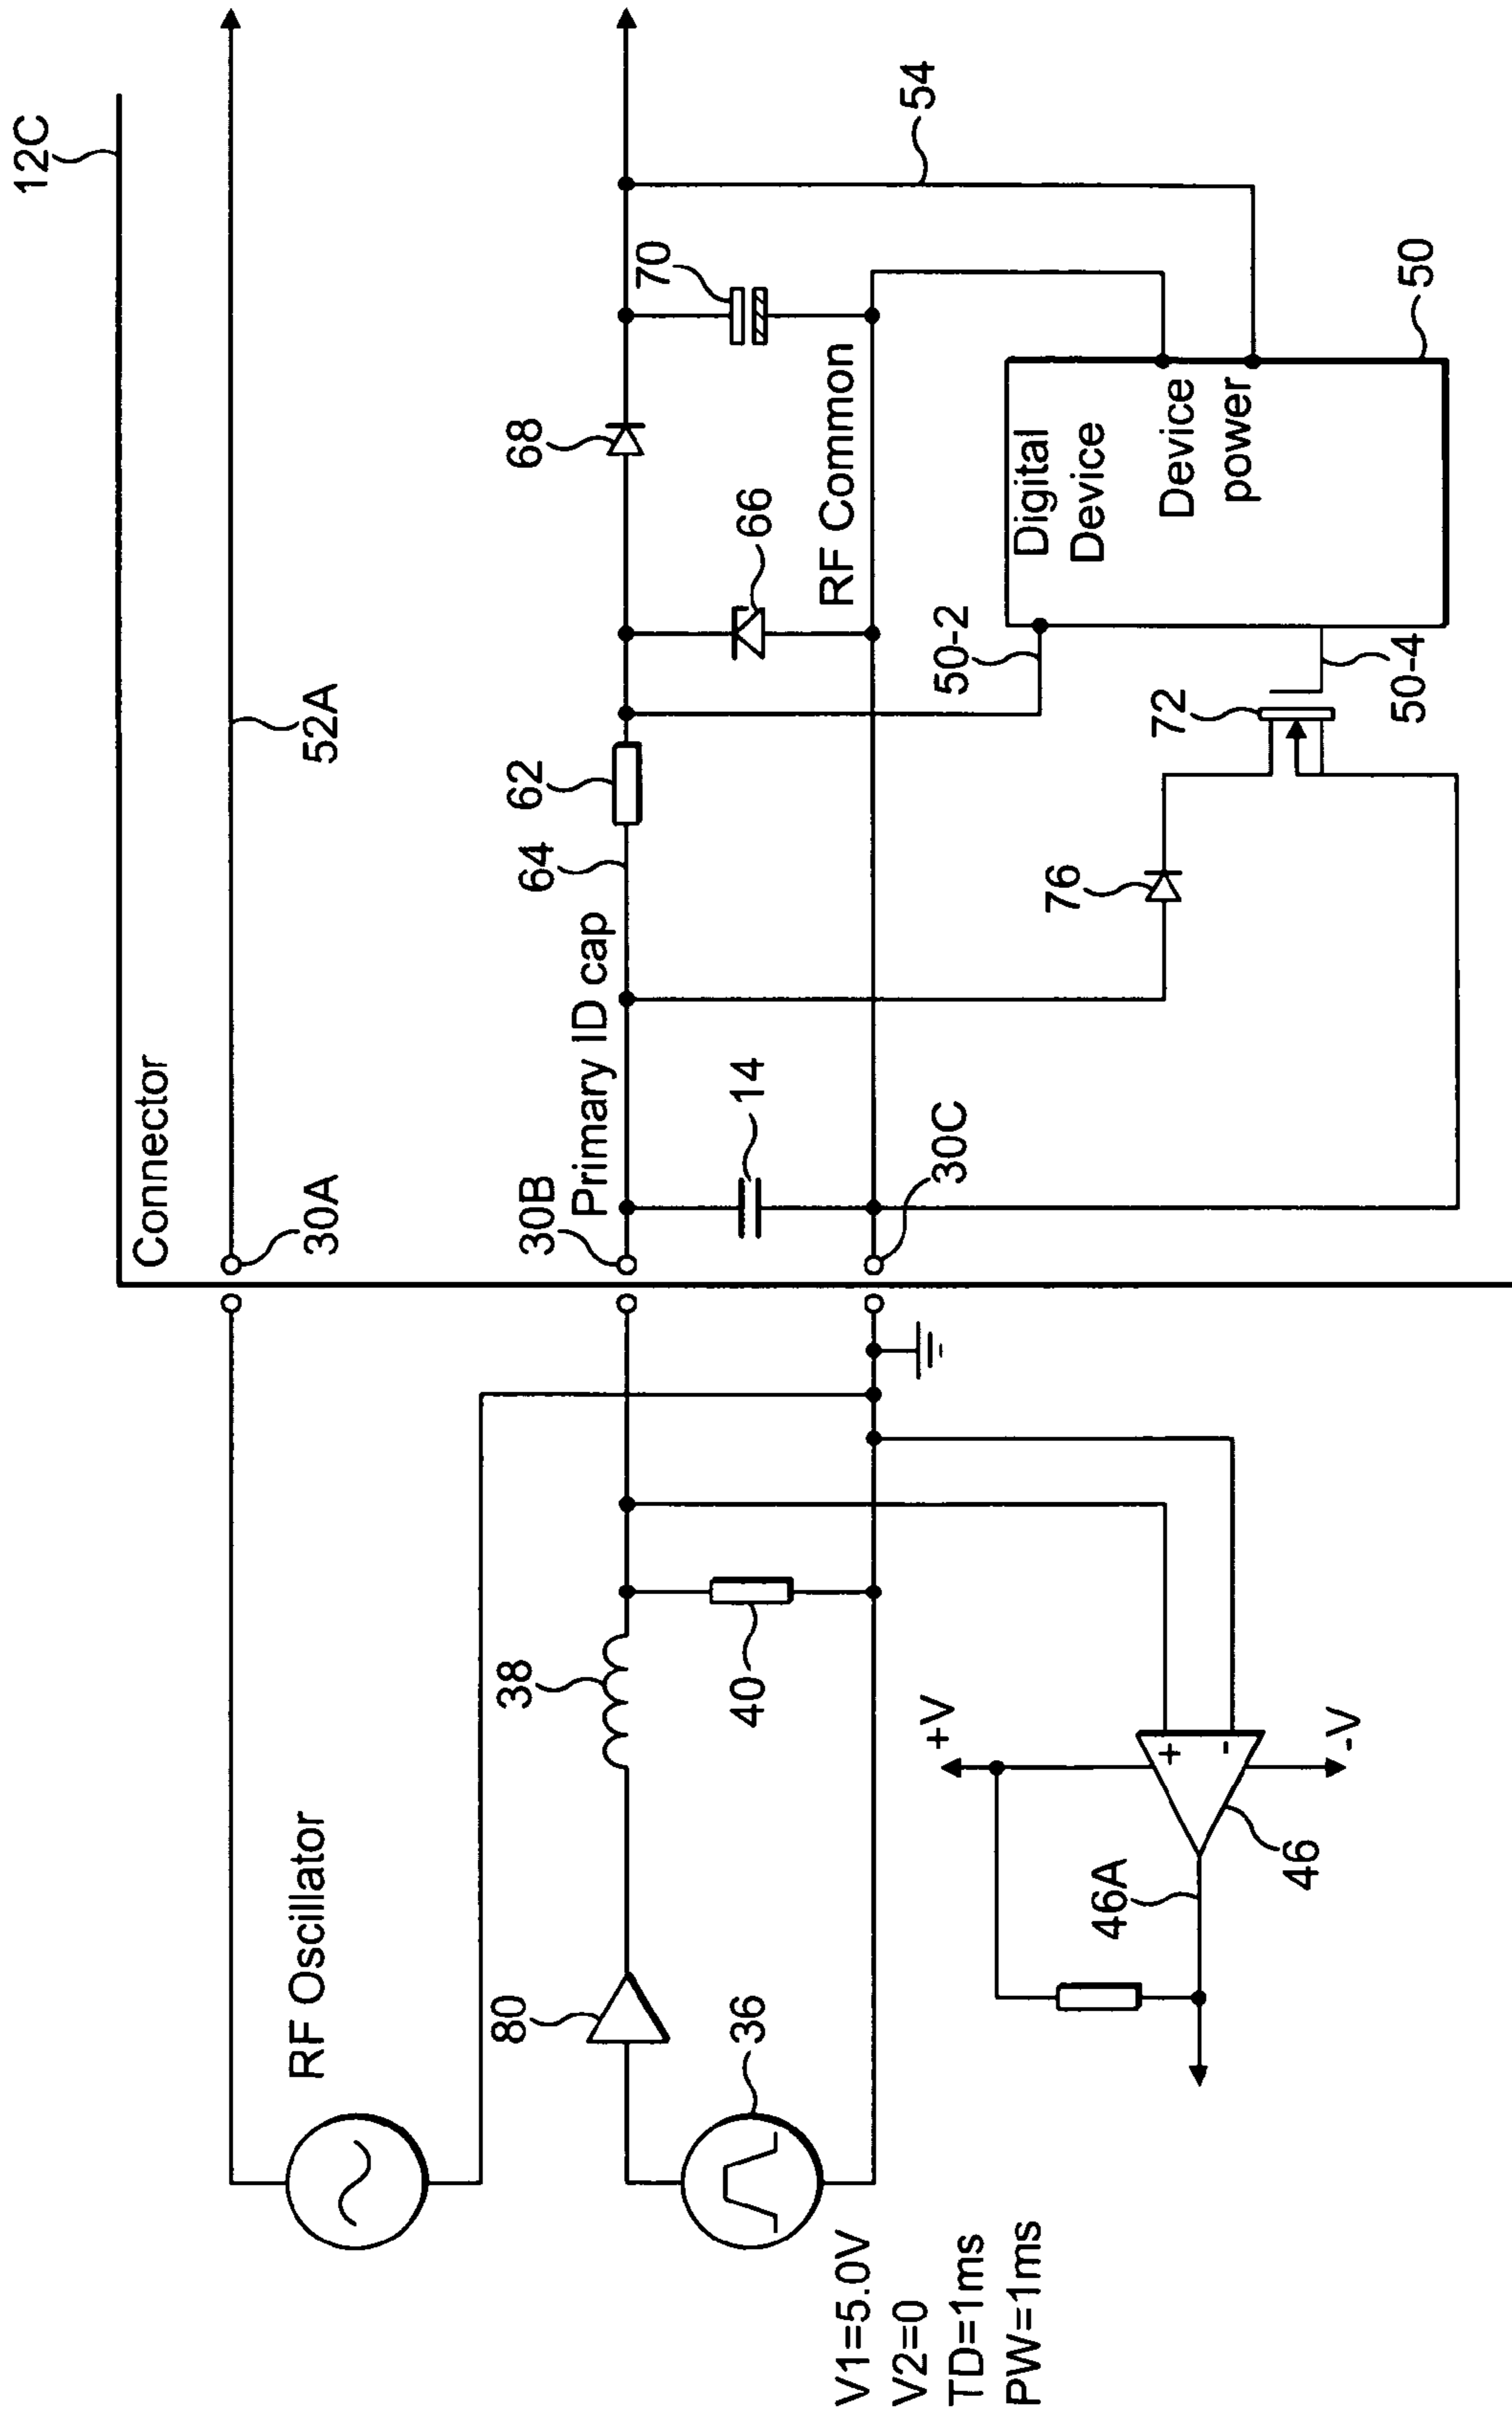 12C
Connector
52A
30A
RF Oscillator
54
70
68
66
62
64
Primary ID cap
30B
38
80
RF Common
14
30C
40
36
V1=5.0V
V2=0
TD=1ms
PW=1ms
50
Digital
Device
Device
power
50-2
50-4
72
76
+V
-V
+
-
46
46A